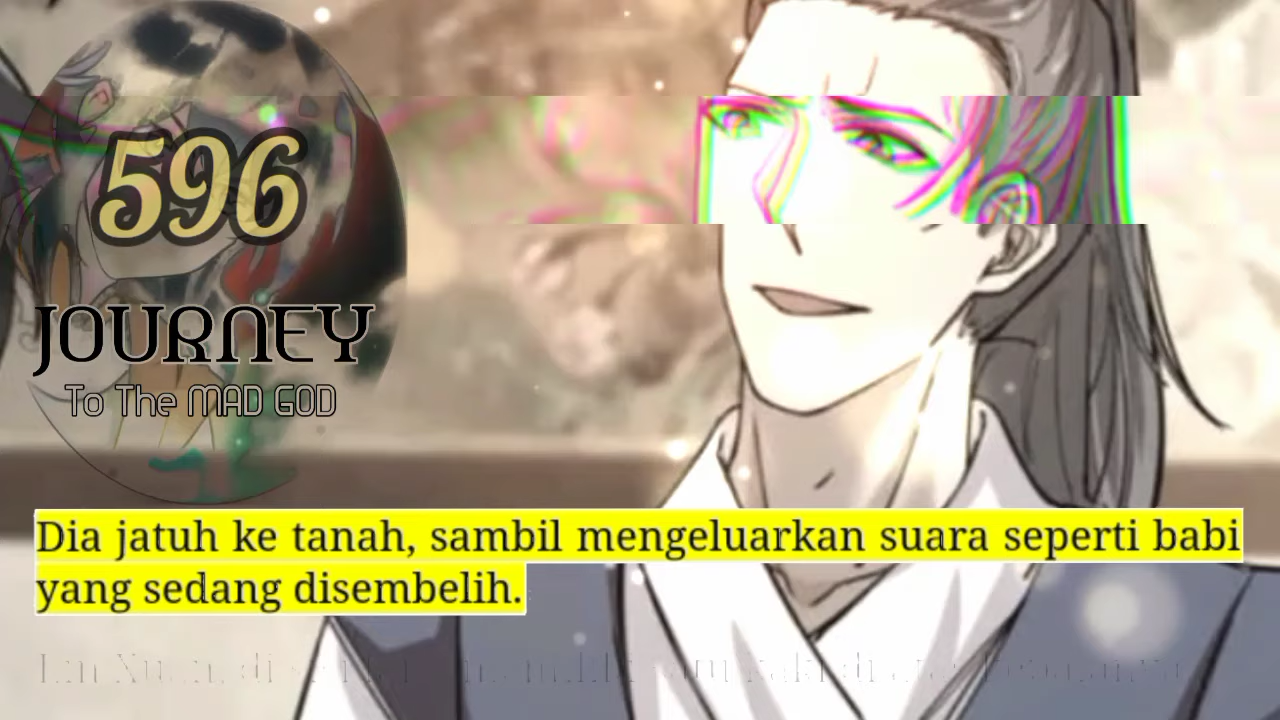 596
JOURNEY
To The MAD GOD
Dia jatuh ke tanah, sambil mengeluarkan suara seperti babi
yang sedang disembelih.